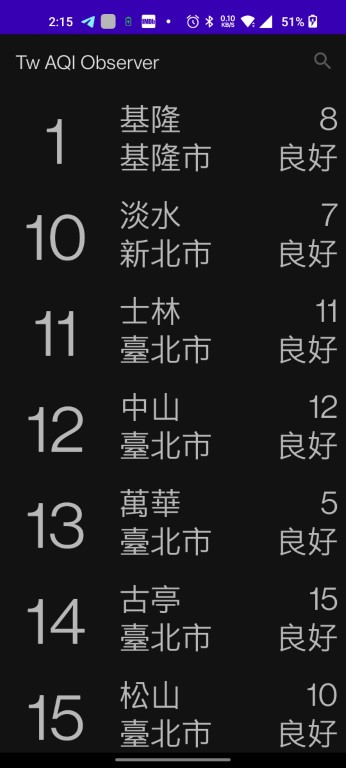 2:15 IMDb 0.10 KB/S 51%
Tw AQI Observer
1 基隆 8
基隆市 良好
10 淡水 7
新北市 良好
11 士林 11
臺北市 良好
12 中山 12
臺北市 良好
13 萬華 5
臺北市 良好
14 古亭 15
臺北市 良好
15 松山 10
臺北市 良好